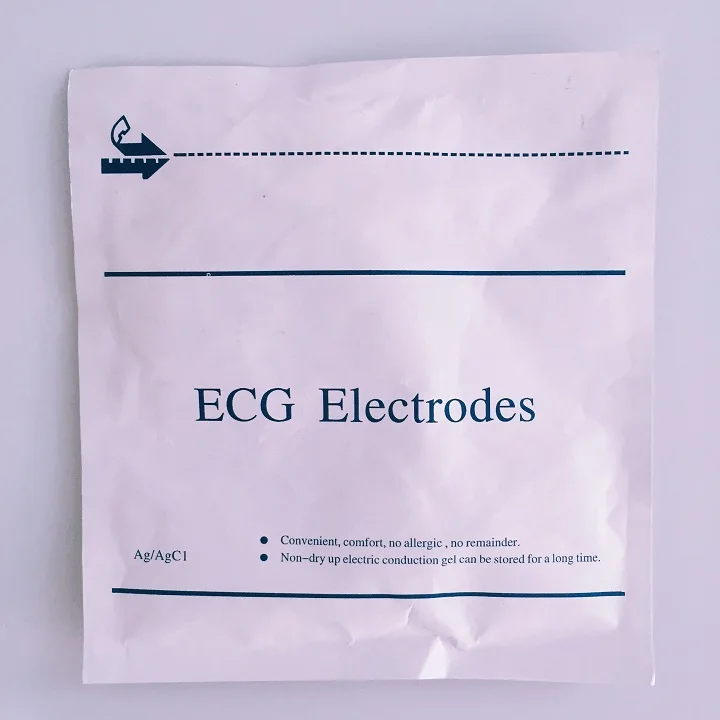 ECG Electrodes
Ag/AgC1
● Convenient, comfort, no allergic , no remainder.
● Non-dry up electric conduction gel can be stored for a long time.